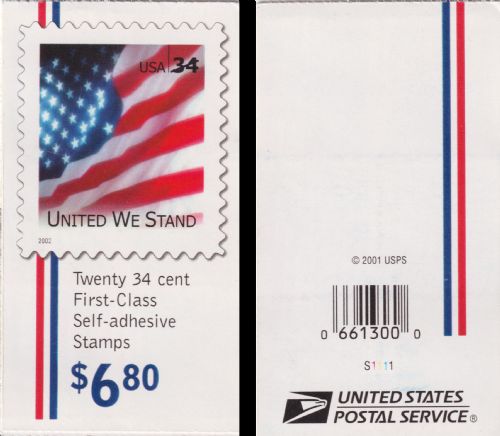 USA 34
UNITED WE STAND
2002
Twenty 34 cent
First-Class
Self-adhesive
Stamps
$6.80
© 2001 USPS
0 661300 0
S1111
UNITED STATES
POSTAL SERVICE®